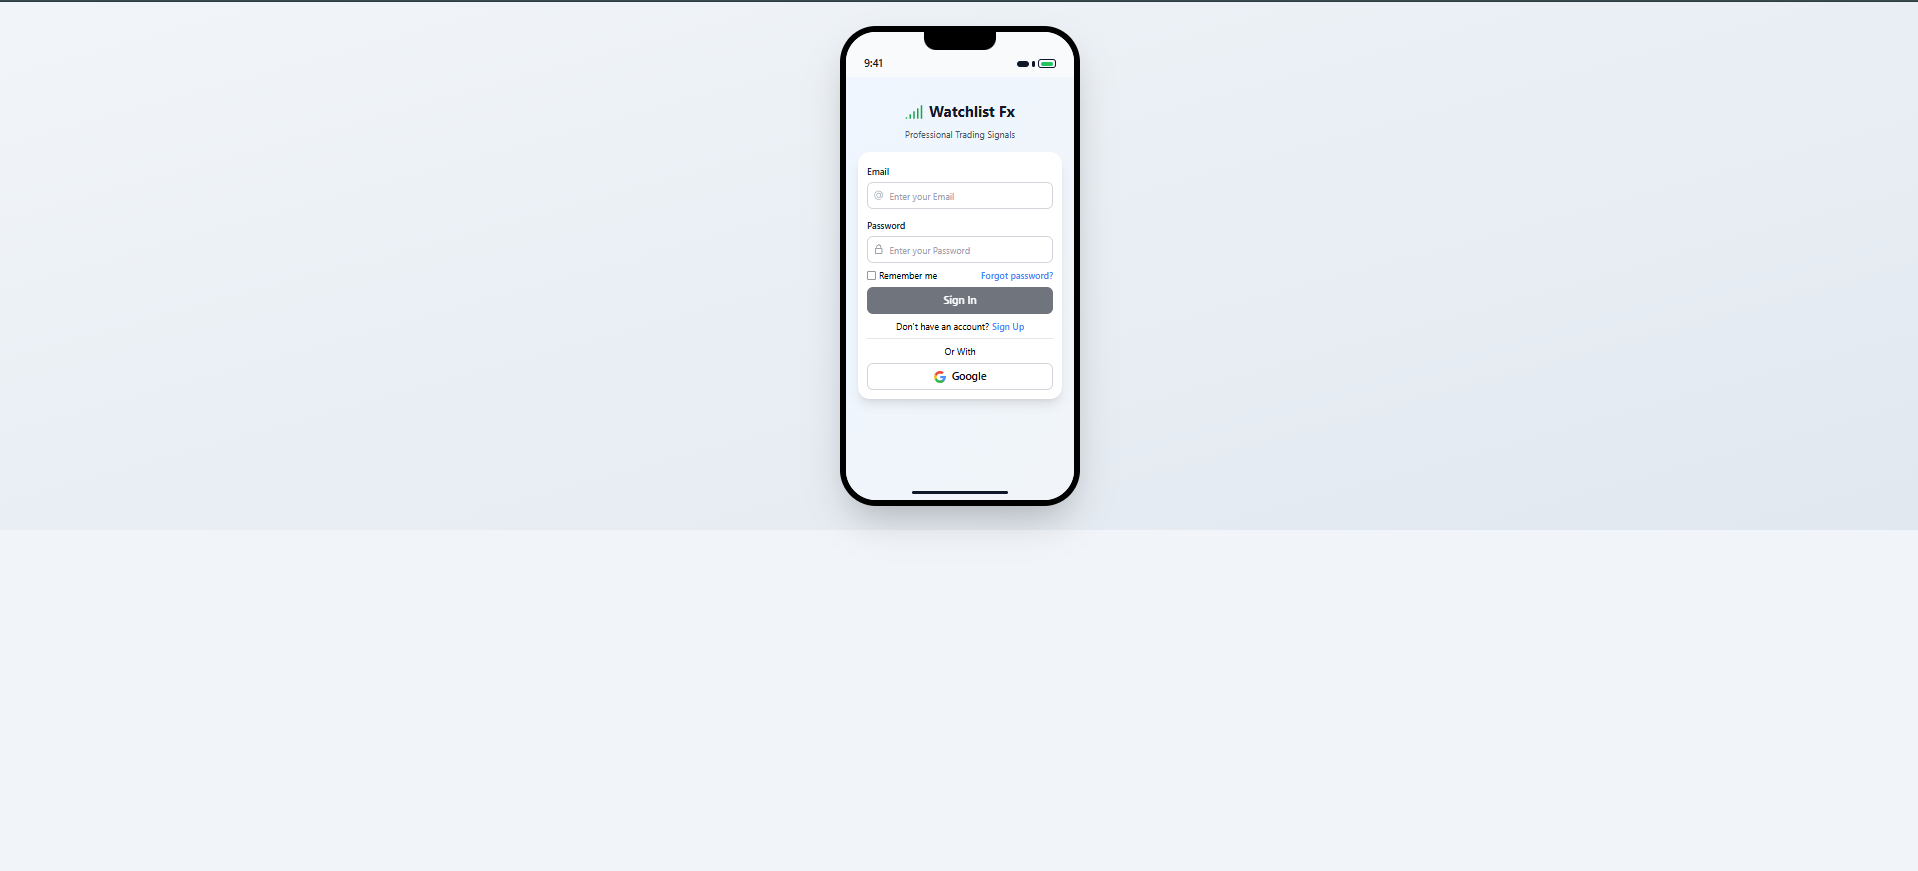 9:41
Watchlist Fx
Professional Trading Signals
Email
@ Enter your Email
Password
Enter your Password
Remember me Forgot password?
Sign In
Don't have an account? Sign Up
Or With
Google